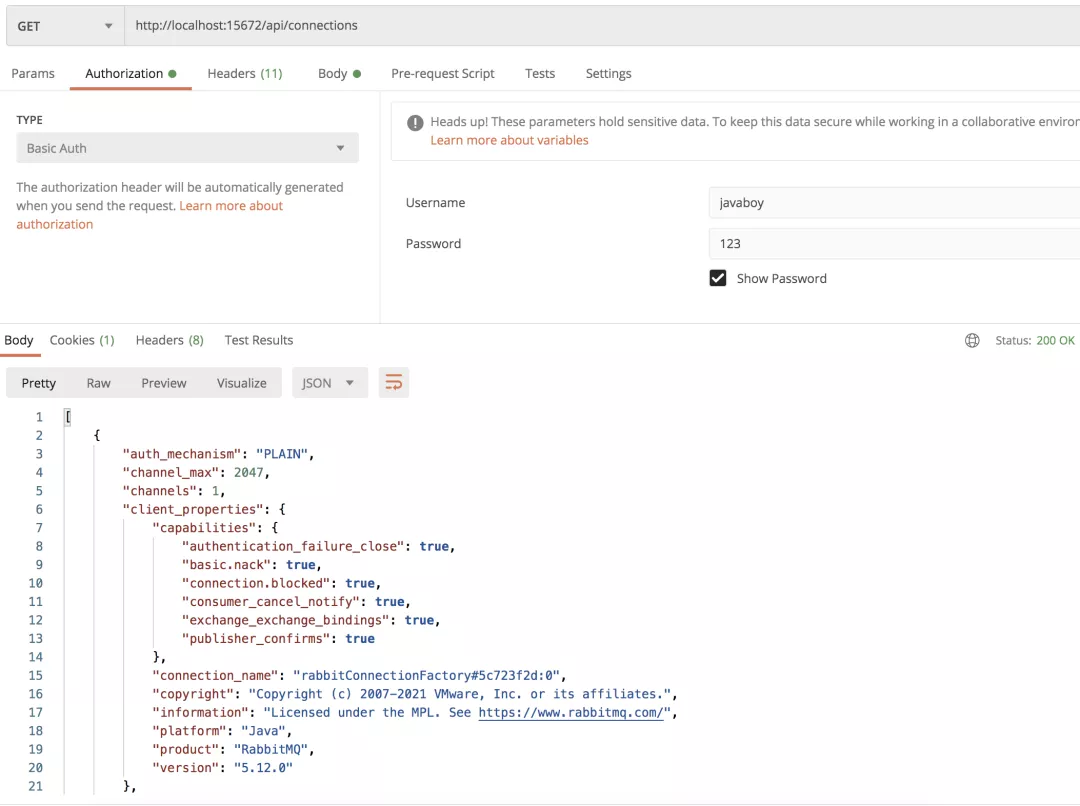 GET http://localhost:15672/api/connections
Params Authorization Headers (11) Body Pre-request Script Tests Settings
TYPE
Basic Auth
The authorization header will be automatically generated
when you send the request. Learn more about
authorization
Heads up! These parameters hold sensitive data. To keep this data secure while working in a collaborative environ
Learn more about variables
Username javaboy
Password 123
Show Password
Body Cookies (1) Headers (8) Test Results Status: 200 OK
Pretty Raw Preview Visualize JSON
1 [
2 {
3 "auth_mechanism": "PLAIN",
4 "channel_max": 2047,
5 "channels": 1,
6 "client_properties": {
7 "capabilities": {
8 "authentication_failure_close": true,
9 "basic.nack": true,
10 "connection.blocked": true,
11 "consumer_cancel_notify": true,
12 "exchange_exchange_bindings": true,
13 "publisher_confirms": true
14 },
15 "connection_name": "rabbitConnectionFactory#5c723f2d:0",
16 "copyright": "Copyright (c) 2007-2021 VMware, Inc. or its affiliates.",
17 "information": "Licensed under the MPL. See https://www.rabbitmq.com/",
18 "platform": "Java",
19 "product": "RabbitMQ",
20 "version": "5.12.0"
21 },